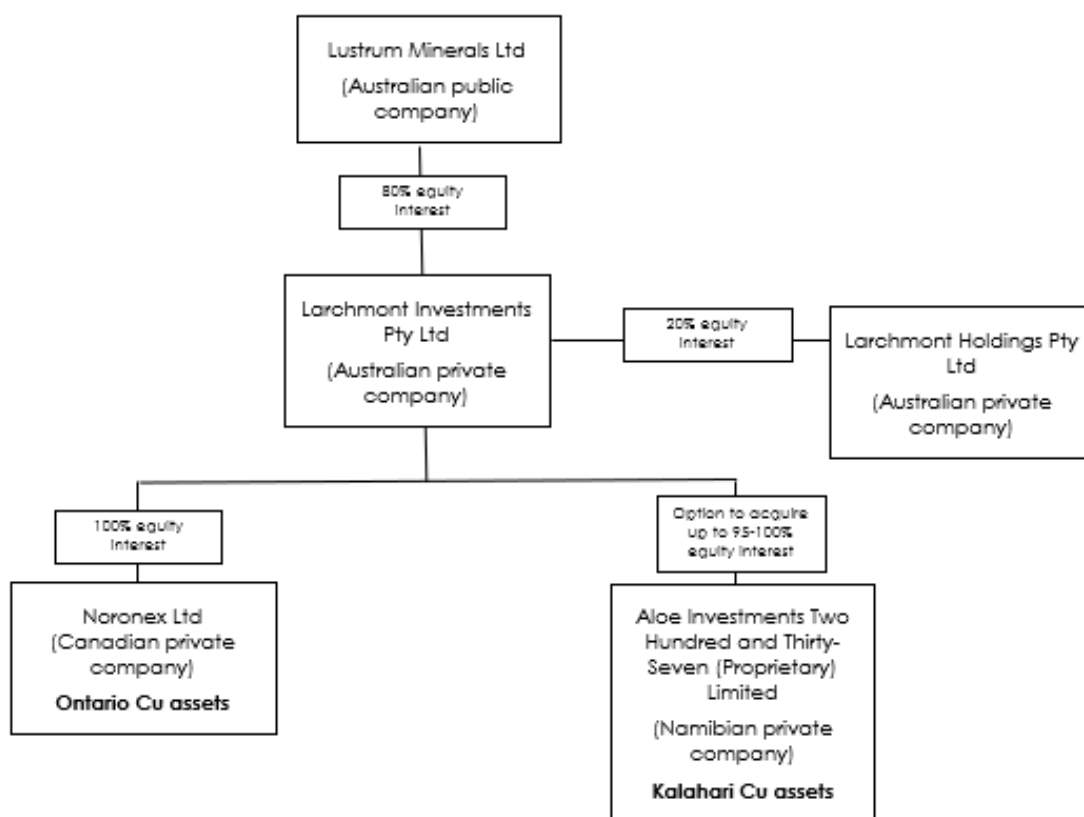 Lustrum Minerals Ltd
(Australian public
company)
80% equity
interest
Larchmont Investments
Pty Ltd
(Australian private
company)
20% equity
interest
Larchmont Holdings Pty
Ltd
(Australian private
company)
100% equity
interest
Noronex Ltd
(Canadian private
company)
Ontario Cu assets
Option to acquire
up to 95-100%
equity interest
Aloe Investments Two
Hundred and Thirty-
Seven (Proprietary)
Limited
(Namibian private
company)
Kalahari Cu assets